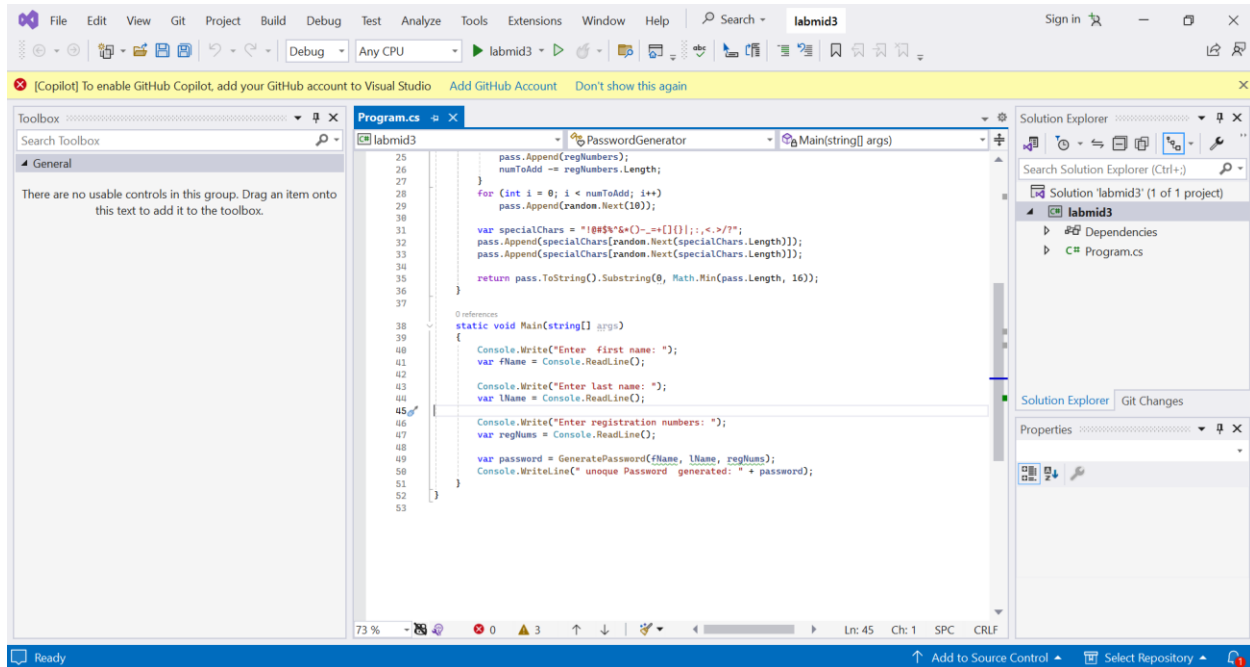 File Edit View Git Project Build Debug Test Analyze Tools Extensions Window Help Search labmid3 Sign in
Debug Any CPU labmid3
[Copilot] To enable GitHub Copilot, add your GitHub account to Visual Studio Add GitHub Account Don't show this again
Toolbox
Search Toolbox
General
There are no usable controls in this group. Drag an item onto
this text to add it to the toolbox.
Program.cs
labmid3 PasswordGenerator Main(string[] args)
25 pass.Append(regNumbers);
26 numToAdd -= regNumbers.Length;
27 }
28 for (int i = 0; i < numToAdd; i++)
29 pass.Append(random.Next(10));
30
31 var specialChars = "!@#$%^&*()-_=+[]{}|;:,<.>/?";
32 pass.Append(specialChars[random.Next(specialChars.Length)]);
33 pass.Append(specialChars[random.Next(specialChars.Length)]);
34
35 return pass.ToString().Substring(0, Math.Min(pass.Length, 16));
36 }
37
0 references
38 static void Main(string[] args)
39 {
40 Console.Write("Enter  first name: ");
41 var fName = Console.ReadLine();
42
43 Console.Write("Enter last name: ");
44 var lName = Console.ReadLine();
45
46 Console.Write("Enter registration numbers: ");
47 var regNums = Console.ReadLine();
48
49 var password = GeneratePassword(fName, lName, regNums);
50 Console.WriteLine(" unoque Password  generated: " + password);
51 }
52 }
53
73 % 0 3 Ln: 45 Ch: 1 SPC CRLF
Solution Explorer
Search Solution Explorer (Ctrl+;)
Solution 'labmid3' (1 of 1 project)
C# labmid3
Dependencies
C# Program.cs
Solution Explorer Git Changes
Properties
Ready Add to Source Control Select Repository 1